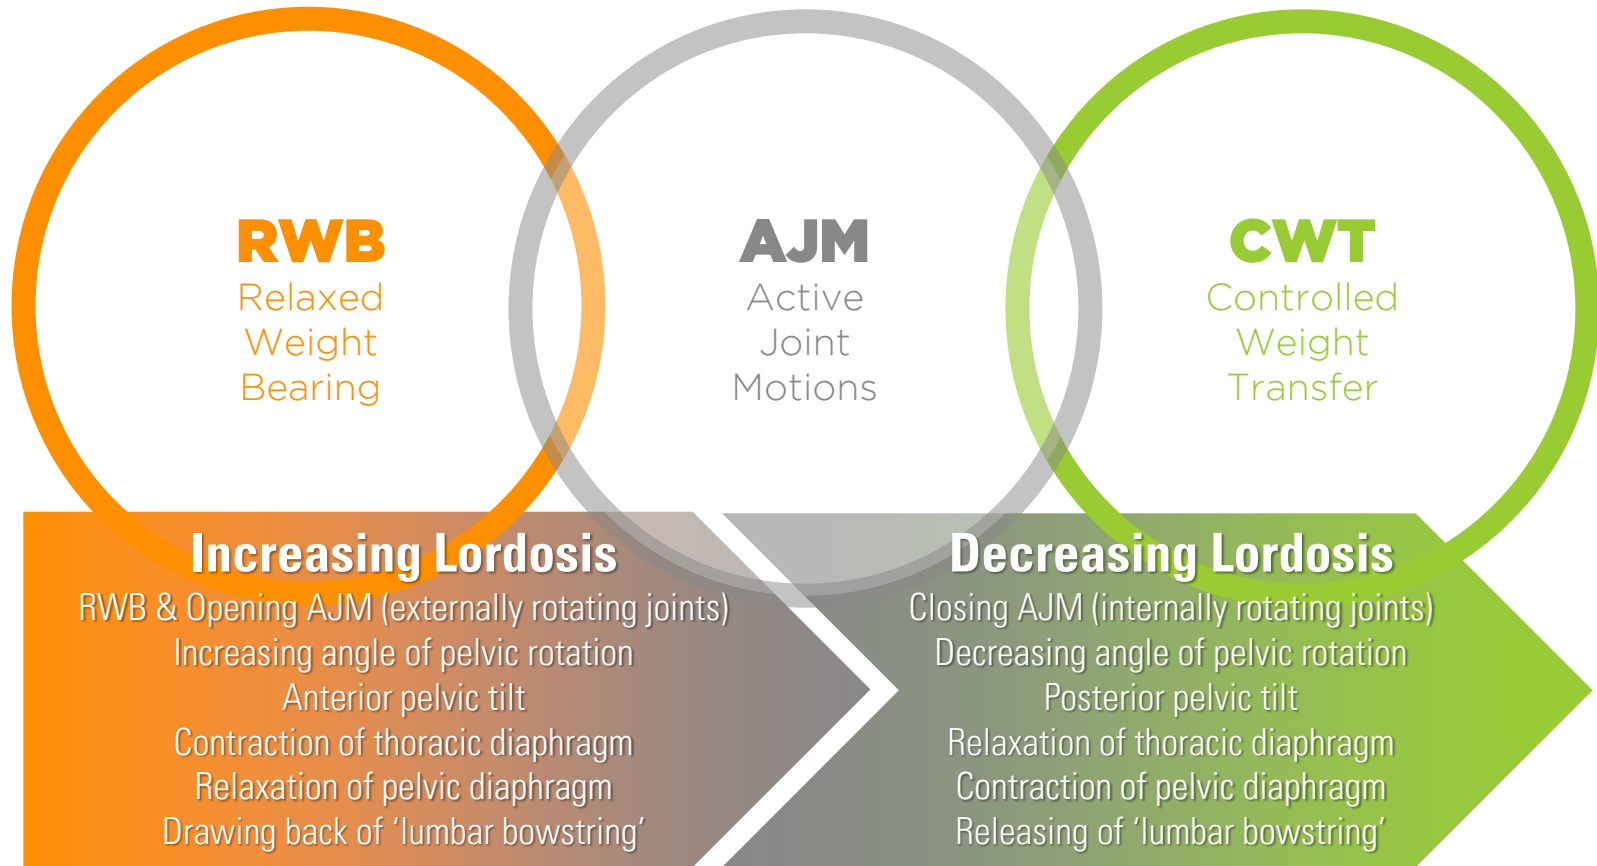 RWB
Relaxed
Weight
Bearing
AJM
Active
Joint
Motions
CWT
Controlled
Weight
Transfer
Increasing Lordosis
RWB & Opening AJM (externally rotating joints)
Increasing angle of pelvic rotation
Anterior pelvic tilt
Contraction of thoracic diaphragm
Relaxation of pelvic diaphragm
Drawing back of ‘lumbar bowstring’
Decreasing Lordosis
Closing AJM (internally rotating joints)
Decreasing angle of pelvic rotation
Posterior pelvic tilt
Relaxation of thoracic diaphragm
Contraction of pelvic diaphragm
Releasing of ‘lumbar bowstring’